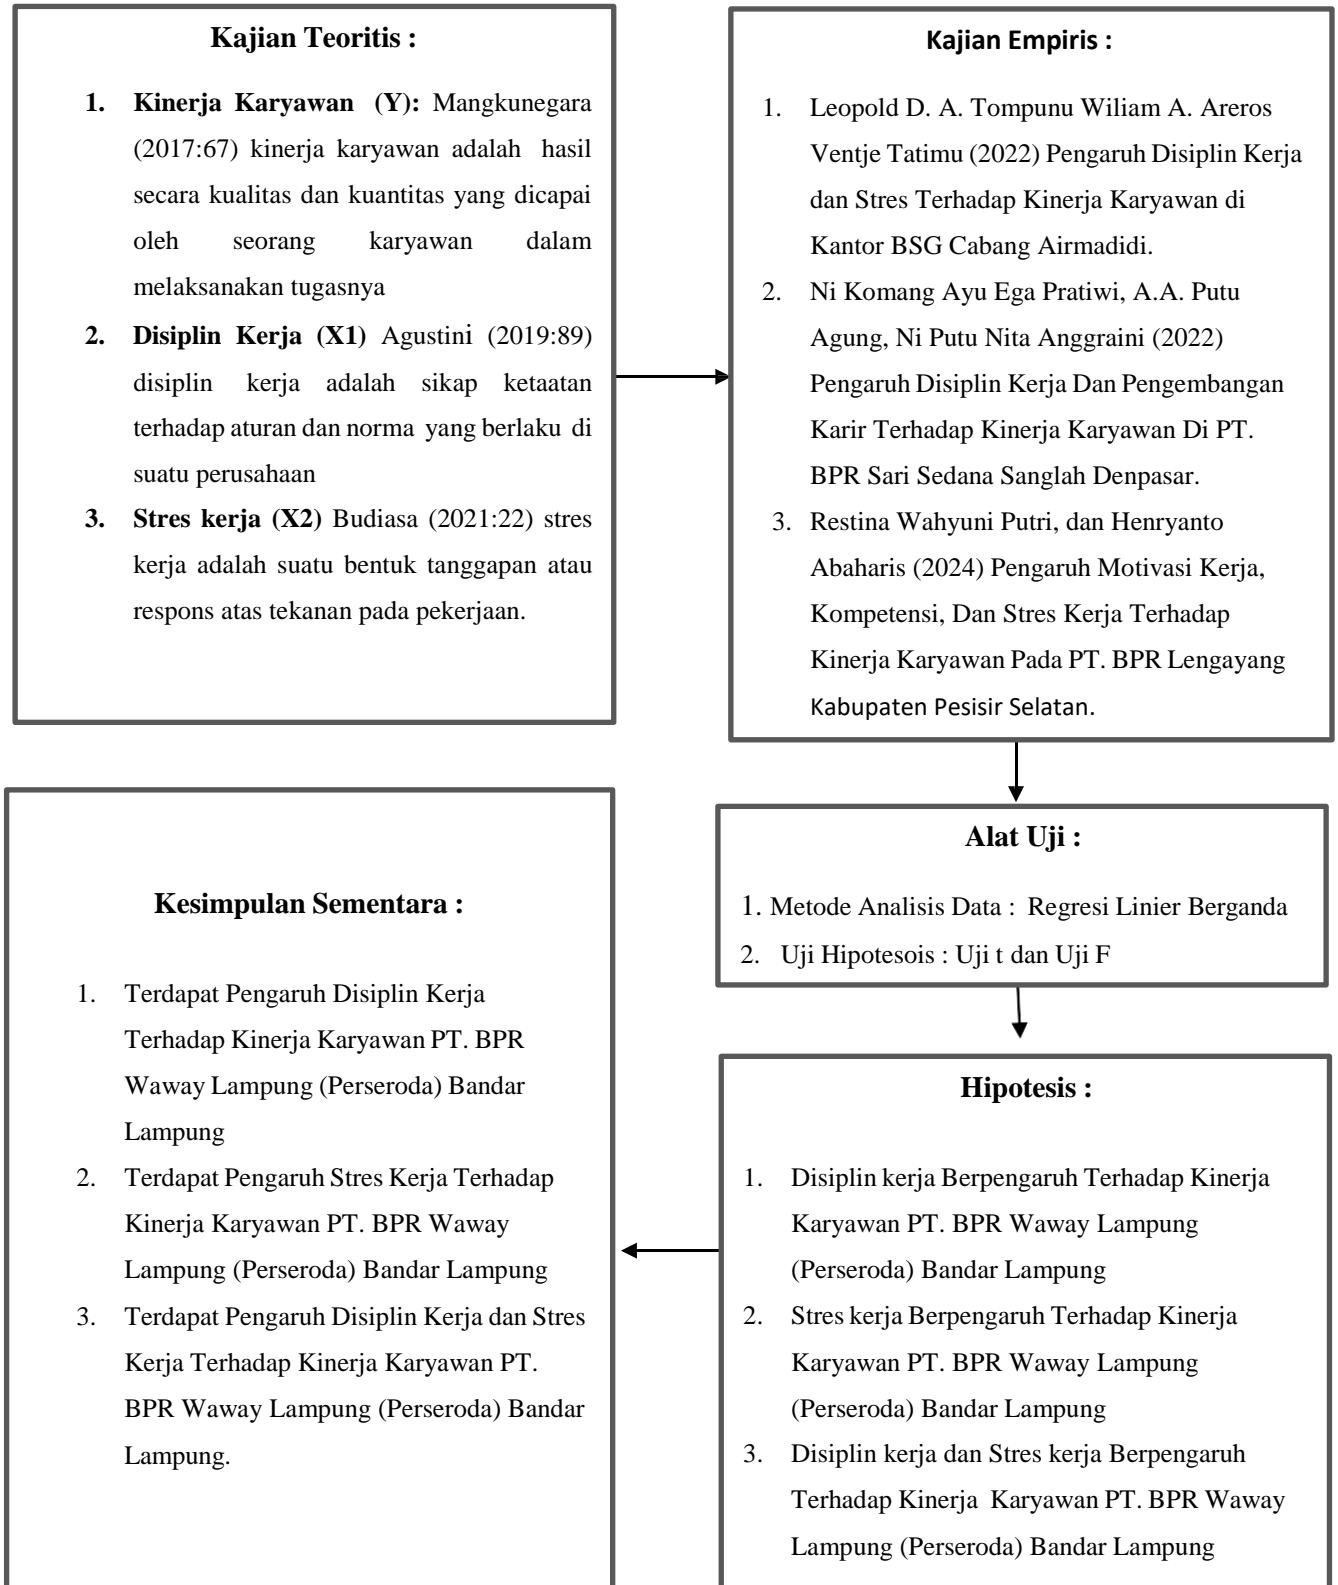 Kajian Teoritis :
1. Kinerja Karyawan (Y): Mangkunegara
(2017:67) kinerja karyawan adalah hasil
secara kualitas dan kuantitas yang dicapai
oleh seorang karyawan dalam
melaksanakan tugasnya
2. Disiplin Kerja (X1) Agustini (2019:89)
disiplin kerja adalah sikap ketaatan
terhadap aturan dan norma yang berlaku di
suatu perusahaan
3. Stres kerja (X2) Budiasa (2021:22) stres
kerja adalah suatu bentuk tanggapan atau
respons atas tekanan pada pekerjaan.
Kajian Empiris :
1. Leopold D. A. Tompunu Wiliam A. Areros
Ventje Tatimu (2022) Pengaruh Disiplin Kerja
dan Stres Terhadap Kinerja Karyawan di
Kantor BSG Cabang Airmadidi.
2. Ni Komang Ayu Ega Pratiwi, A.A. Putu
Agung, Ni Putu Nita Anggraini (2022)
Pengaruh Disiplin Kerja Dan Pengembangan
Karir Terhadap Kinerja Karyawan Di PT.
BPR Sari Sedana Sanglah Denpasar.
3. Restina Wahyuni Putri, dan Henryanto
Abaharis (2024) Pengaruh Motivasi Kerja,
Kompetensi, Dan Stres Kerja Terhadap
Kinerja Karyawan Pada PT. BPR Lengayang
Kabupaten Pesisir Selatan.
Alat Uji :
1. Metode Analisis Data : Regresi Linier Berganda
2. Uji Hipotesois : Uji t dan Uji F
Hipotesis :
1. Disiplin kerja Berpengaruh Terhadap Kinerja
Karyawan PT. BPR Waway Lampung
(Perseroda) Bandar Lampung
2. Stres kerja Berpengaruh Terhadap Kinerja
Karyawan PT. BPR Waway Lampung
(Perseroda) Bandar Lampung
3. Disiplin kerja dan Stres kerja Berpengaruh
Terhadap Kinerja Karyawan PT. BPR Waway
Lampung (Perseroda) Bandar Lampung
Kesimpulan Sementara :
1. Terdapat Pengaruh Disiplin Kerja
Terhadap Kinerja Karyawan PT. BPR
Waway Lampung (Perseroda) Bandar
Lampung
2. Terdapat Pengaruh Stres Kerja Terhadap
Kinerja Karyawan PT. BPR Waway
Lampung (Perseroda) Bandar Lampung
3. Terdapat Pengaruh Disiplin Kerja dan Stres
Kerja Terhadap Kinerja Karyawan PT.
BPR Waway Lampung (Perseroda) Bandar
Lampung.